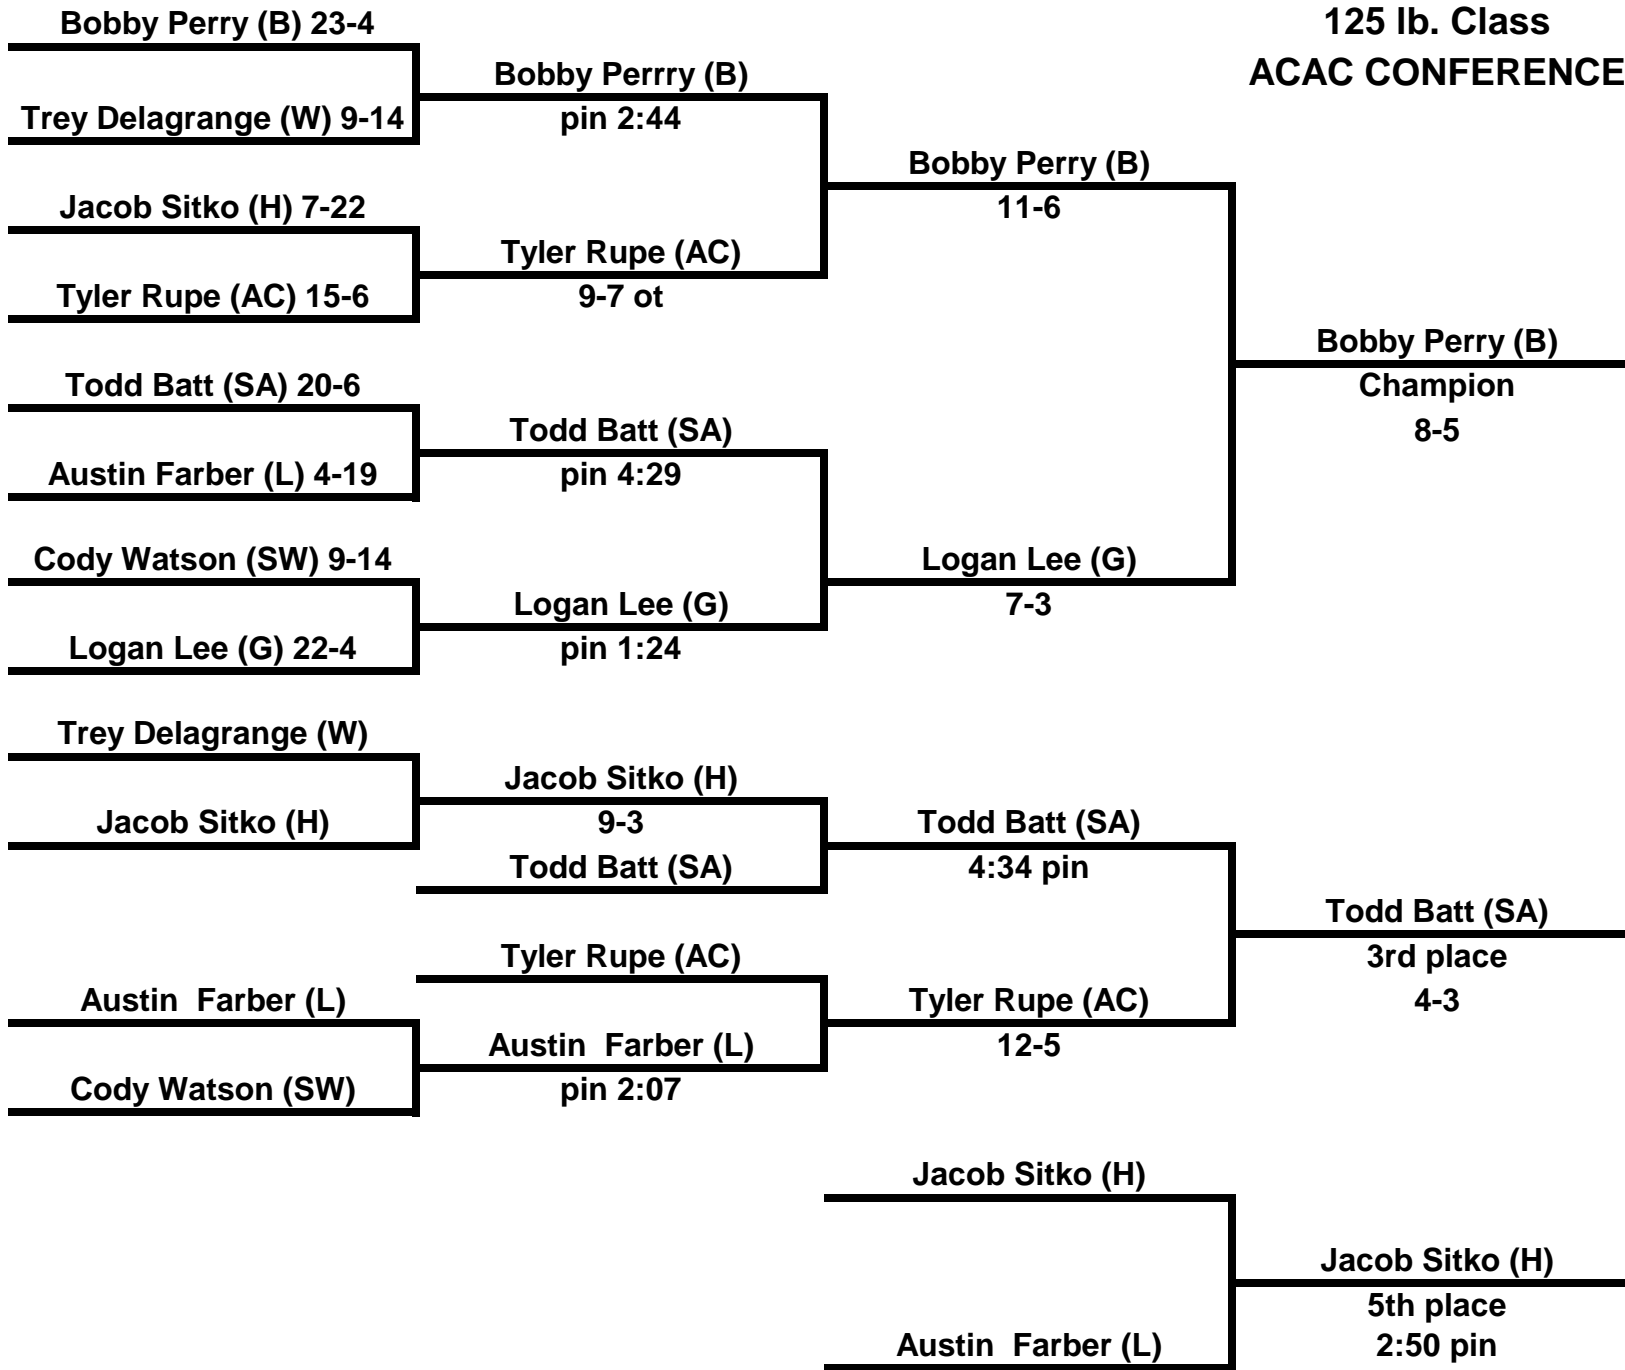 Bobby Perry (B) 23-4
125 lb. Class
Bobby Perrry (B)
ACAC CONFERENCE
Trey Delagrange (W) 9-14
pin 2:44
Bobby Perry (B)
Jacob Sitko (H) 7-22
11-6
Tyler Rupe (AC)
Tyler Rupe (AC) 15-6
9-7 ot
Bobby Perry (B)
Todd Batt (SA) 20-6
Champion
Todd Batt (SA)
8-5
Austin Farber (L) 4-19
pin 4:29
Cody Watson (SW) 9-14
Logan Lee (G)
Logan Lee (G)
7-3
Logan Lee (G) 22-4
pin 1:24
Trey Delagrange (W)
Jacob Sitko (H)
Jacob Sitko (H)
9-3
Todd Batt (SA)
Todd Batt (SA)
4:34 pin
Todd Batt (SA)
Tyler Rupe (AC)
3rd place
Austin  Farber (L)
Tyler Rupe (AC)
4-3
Austin  Farber (L)
12-5
Cody Watson (SW)
pin 2:07
Jacob Sitko (H)
Jacob Sitko (H)
5th place
Austin  Farber (L)
2:50 pin